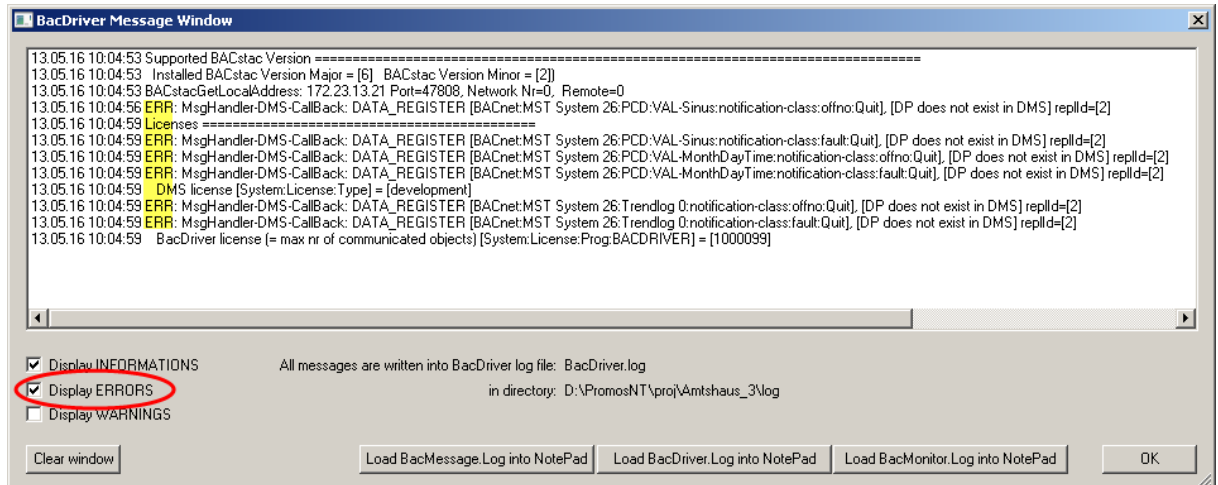 BacDriver Message Window
13.05.16 10:04:53 Supported BACstac Version ================================================================================
13.05.16 10:04:53 Installed BACstac Version Major = [6] BACstac Version Minor = [2])
13.05.16 10:04:53 BACstacGetLocalAddress: 172.23.13.21 Port=47808, Network Nr=0, Remote=0
13.05.16 10:04:56 ERR: MsgHandler-DMS-CallBack: DATA_REGISTER [BACnet:MST System 26:PCD:VAL-Sinus:notification-class:offno:Quit], [DP does not exist in DMS] replId=[2]
13.05.16 10:04:59 Licenses ============================================
13.05.16 10:04:59 ERR: MsgHandler-DMS-CallBack: DATA_REGISTER [BACnet:MST System 26:PCD:VAL-Sinus:notification-class:fault:Quit], [DP does not exist in DMS] replId=[2]
13.05.16 10:04:59 ERR: MsgHandler-DMS-CallBack: DATA_REGISTER [BACnet:MST System 26:PCD:VAL-MonthDayTime:notification-class:offno:Quit], [DP does not exist in DMS] replId=[2]
13.05.16 10:04:59 ERR: MsgHandler-DMS-CallBack: DATA_REGISTER [BACnet:MST System 26:PCD:VAL-MonthDayTime:notification-class:fault:Quit], [DP does not exist in DMS] replId=[2]
13.05.16 10:04:59 DMS license [System:License:Type] = [development]
13.05.16 10:04:59 ERR: MsgHandler-DMS-CallBack: DATA_REGISTER [BACnet:MST System 26:Trendlog 0:notification-class:offno:Quit], [DP does not exist in DMS] replId=[2]
13.05.16 10:04:59 ERR: MsgHandler-DMS-CallBack: DATA_REGISTER [BACnet:MST System 26:Trendlog 0:notification-class:fault:Quit], [DP does not exist in DMS] replId=[2]
13.05.16 10:04:59 BacDriver license (= max nr of communicated objects) [System:License:Prog:BACDRIVER] = [1000099]
Display INFORMATIONS All messages are written into BacDriver log file: BacDriver.log
Display ERRORS in directory: D:\PromosNT\proj\Amtshaus_3\log
Display WARNINGS
Clear window Load BacMessage.Log into NotePad Load BacDriver.Log into NotePad Load BacMonitor.Log into NotePad OK